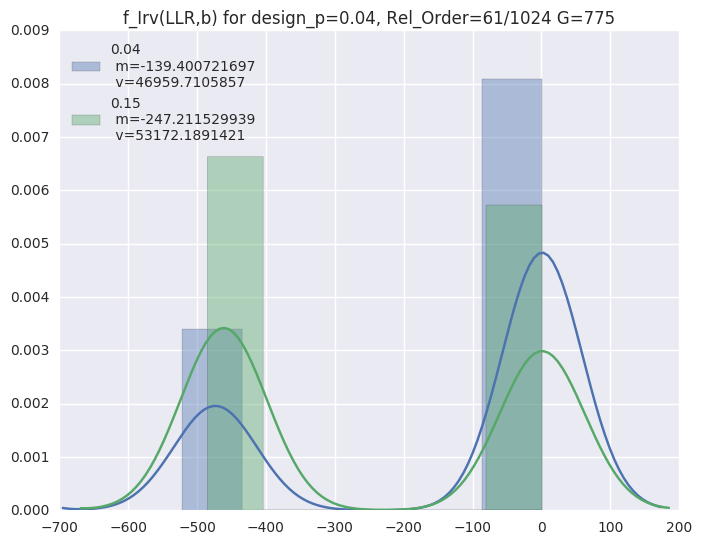 f_Irv(LLR,b) for design_p=0.04, Rel_Order=61/1024 G=775
0.009
0.008
0.007
0.006
0.005
0.004
0.003
0.002
0.001
0.000
0.04
m=-139.400721697
v=46959.7105857
0.15
m=-247.211529939
v=53172.1891421
−700 −600 −500 −400 −300 −200 −100 0 100 200